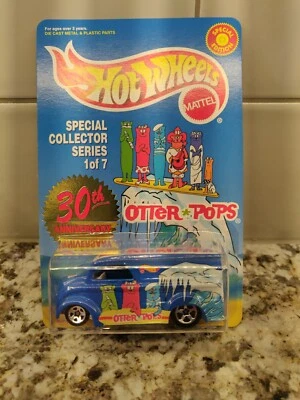 For ages over 3 years.
DIE CAST METAL & PLASTIC PARTS
SPECIAL
EDITION
HOT WHEELS
MATTEL
SPECIAL
COLLECTOR
SERIES
1 of 7
30th
ANNIVERSARY
OTTER★POPS
OTTER POPS